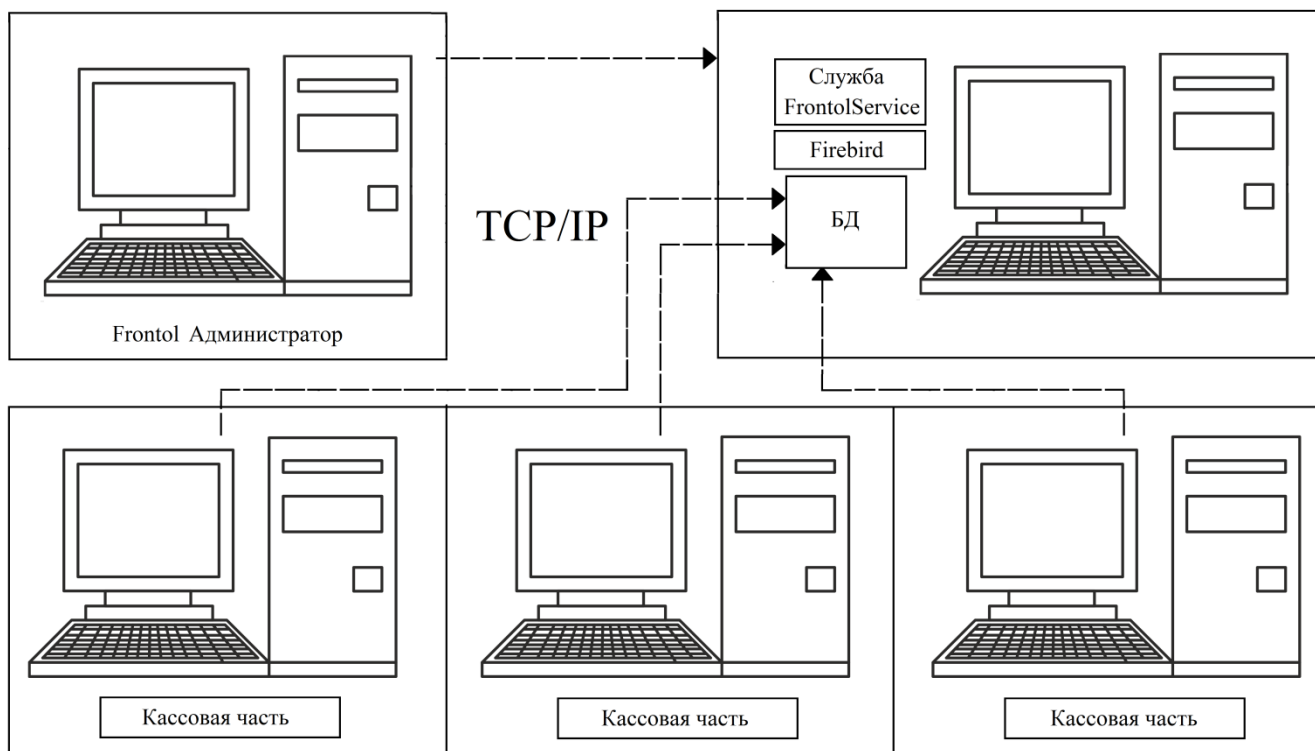 Служба
FrontolService
Firebird
БД
TCP/IP
Frontol Администратор
Кассовая часть
Кассовая часть
Кассовая часть